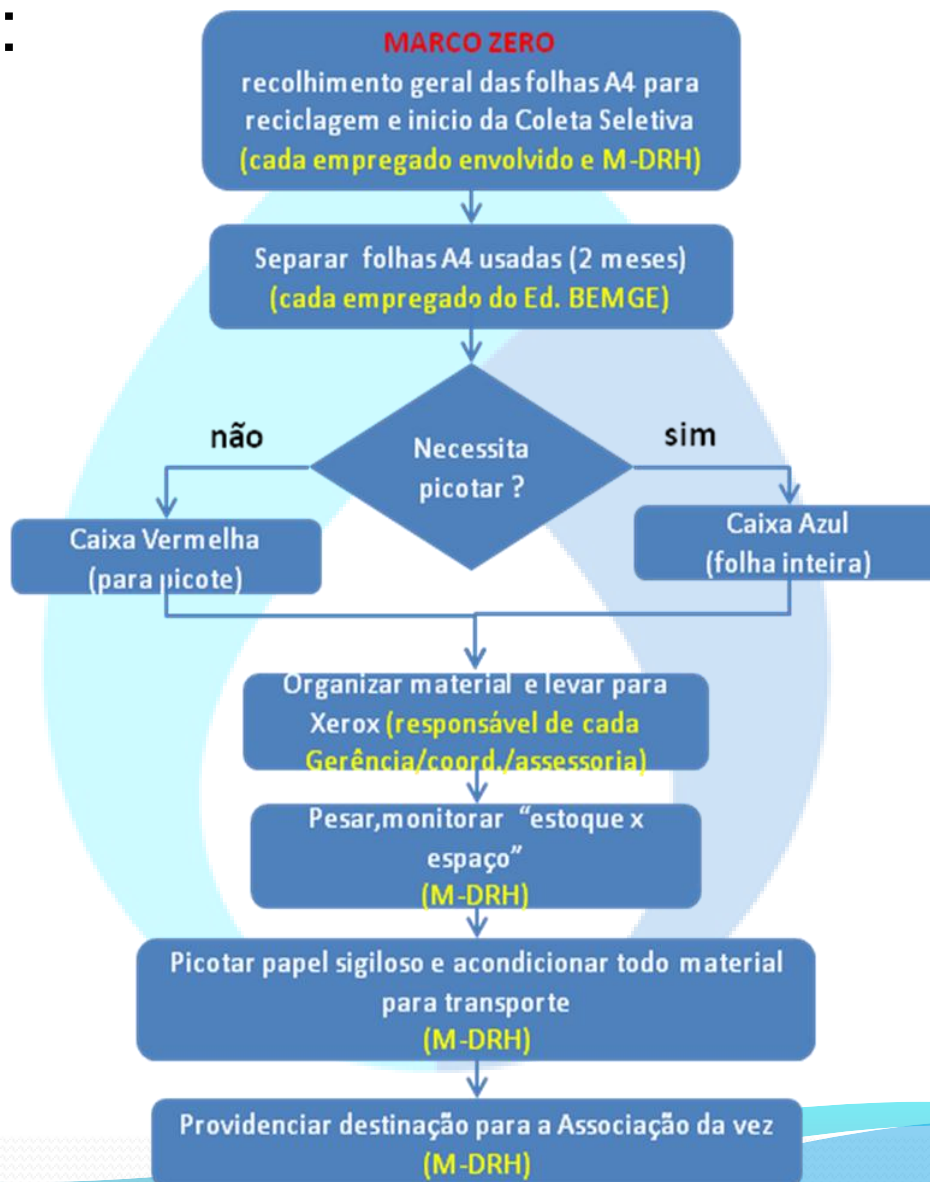 :
MARCO ZERO
recolhimento geral das folhas A4 para
reciclagem e inicio da Coleta Seletiva
(cada empregado envolvido e M-DRH)
Separar folhas A4 usadas (2 meses)
(cada empregado do Ed. BEMGE)
não
Necessita
picotar ?
sim
Caixa Vermelha
(para picote)
Caixa Azul
(folha inteira)
Organizar material e levar para
Xerox (responsável de cada
Gerência/coord./assessoria)
Pesar,monitorar “estoque x
espaço”
(M-DRH)
Picotar papel sigiloso e acondicionar todo material
para transporte
(M-DRH)
Providenciar destinação para a Associação da vez
(M-DRH)